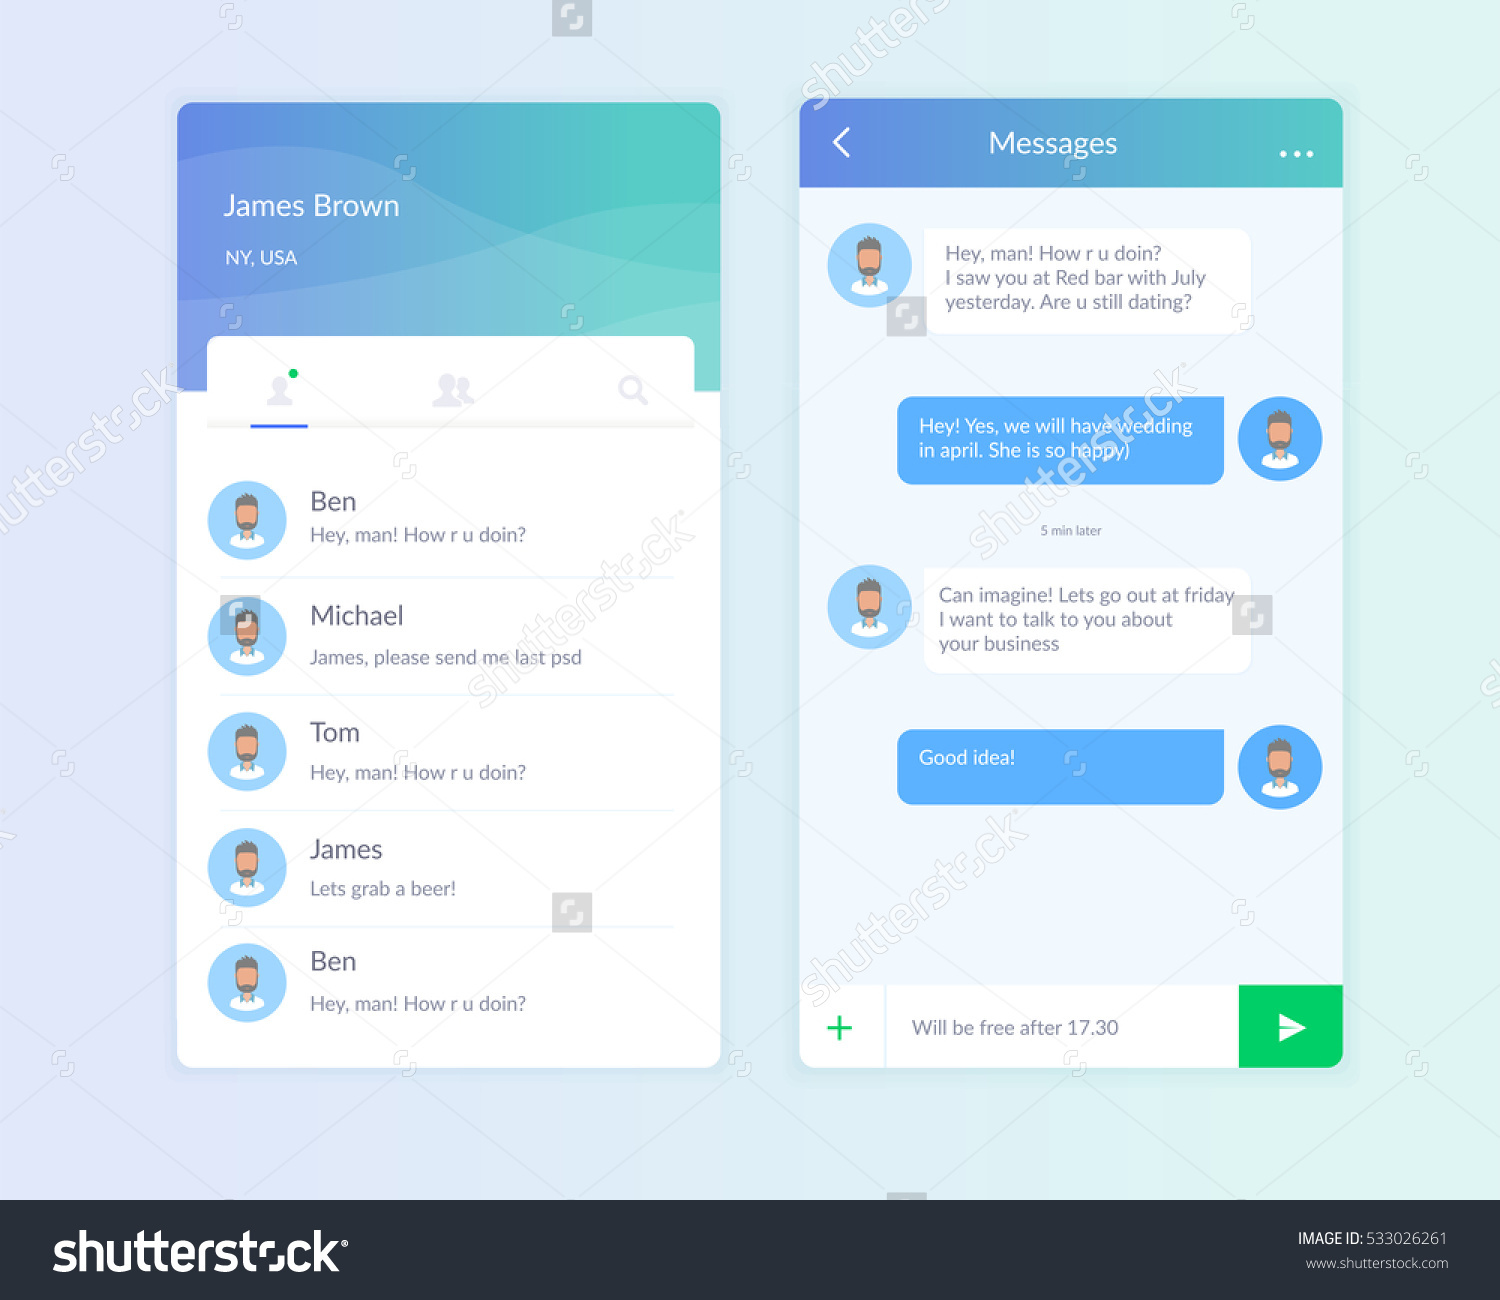 James Brown
NY, USA
Ben
Hey, man! How r u doin?
Michael
James, please send me last psd
Tom
Hey, man! How r u doin?
James
Lets grab a beer!
Ben
Hey, man! How r u doin?
Messages
Hey, man! How r u doin?
I saw you at Red bar with July
yesterday. Are u still dating?
Hey! Yes, we will have wedding
in april. She is so happy)
5 min later
Can imagine! Lets go out at friday
I want to talk to you about
your business
Good idea!
Will be free after 17.30
shutterstock
shutterstock
shutterstock
shutterstock
shutterstock
shutterstock
IMAGE ID: 533026261
www.shutterstock.com